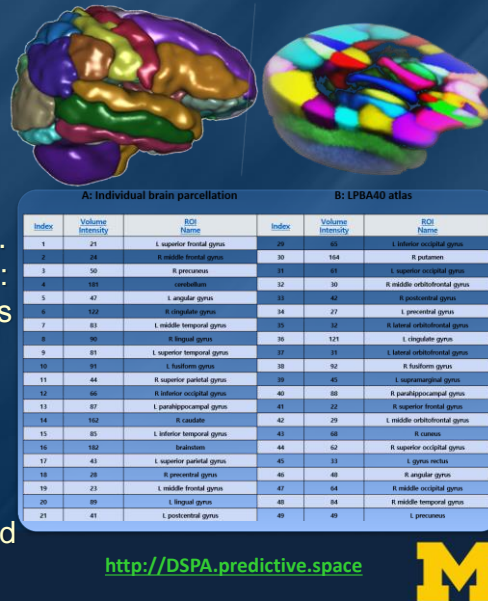 A: Individual brain parcellation B: LPBA40 atlas
.
:
s
d
Index Volume Intensity ROI Name Index Volume Intensity ROI Name
1 21 L superior frontal gyrus 29 65 L inferior occipital gyrus
2 24 R middle frontal gyrus 30 164 R putamen
3 50 R precuneus 31 61 L superior occipital gyrus
4 181 cerebellum 32 30 R middle orbitofrontal gyrus
5 47 L angular gyrus 33 42 R postcentral gyrus
6 122 R cingulate gyrus 34 27 L precentral gyrus
7 83 L middle temporal gyrus 35 32 R lateral orbitofrontal gyrus
8 90 R lingual gyrus 36 121 L cingulate gyrus
9 81 L superior temporal gyrus 37 31 L lateral orbitofrontal gyrus
10 91 L fusiform gyrus 38 92 R fusiform gyrus
11 44 R superior parietal gyrus 39 45 L supramarginal gyrus
12 66 R inferior occipital gyrus 40 88 R parahippocampal gyrus
13 87 L parahippocampal gyrus 41 22 R superior frontal gyrus
14 162 R caudate 42 29 L middle orbitofrontal gyrus
15 85 L inferior temporal gyrus 43 68 R cuneus
16 182 brainstem 44 62 R superior occipital gyrus
17 43 L superior parietal gyrus 45 33 L gyrus rectus
18 28 R precentral gyrus 46 48 R angular gyrus
19 23 L middle frontal gyrus 47 64 R middle occipital gyrus
20 89 L lingual gyrus 48 84 R middle temporal gyrus
21 41 L postcentral gyrus 49 49 L precuneus
http://DSPA.predictive.space
M